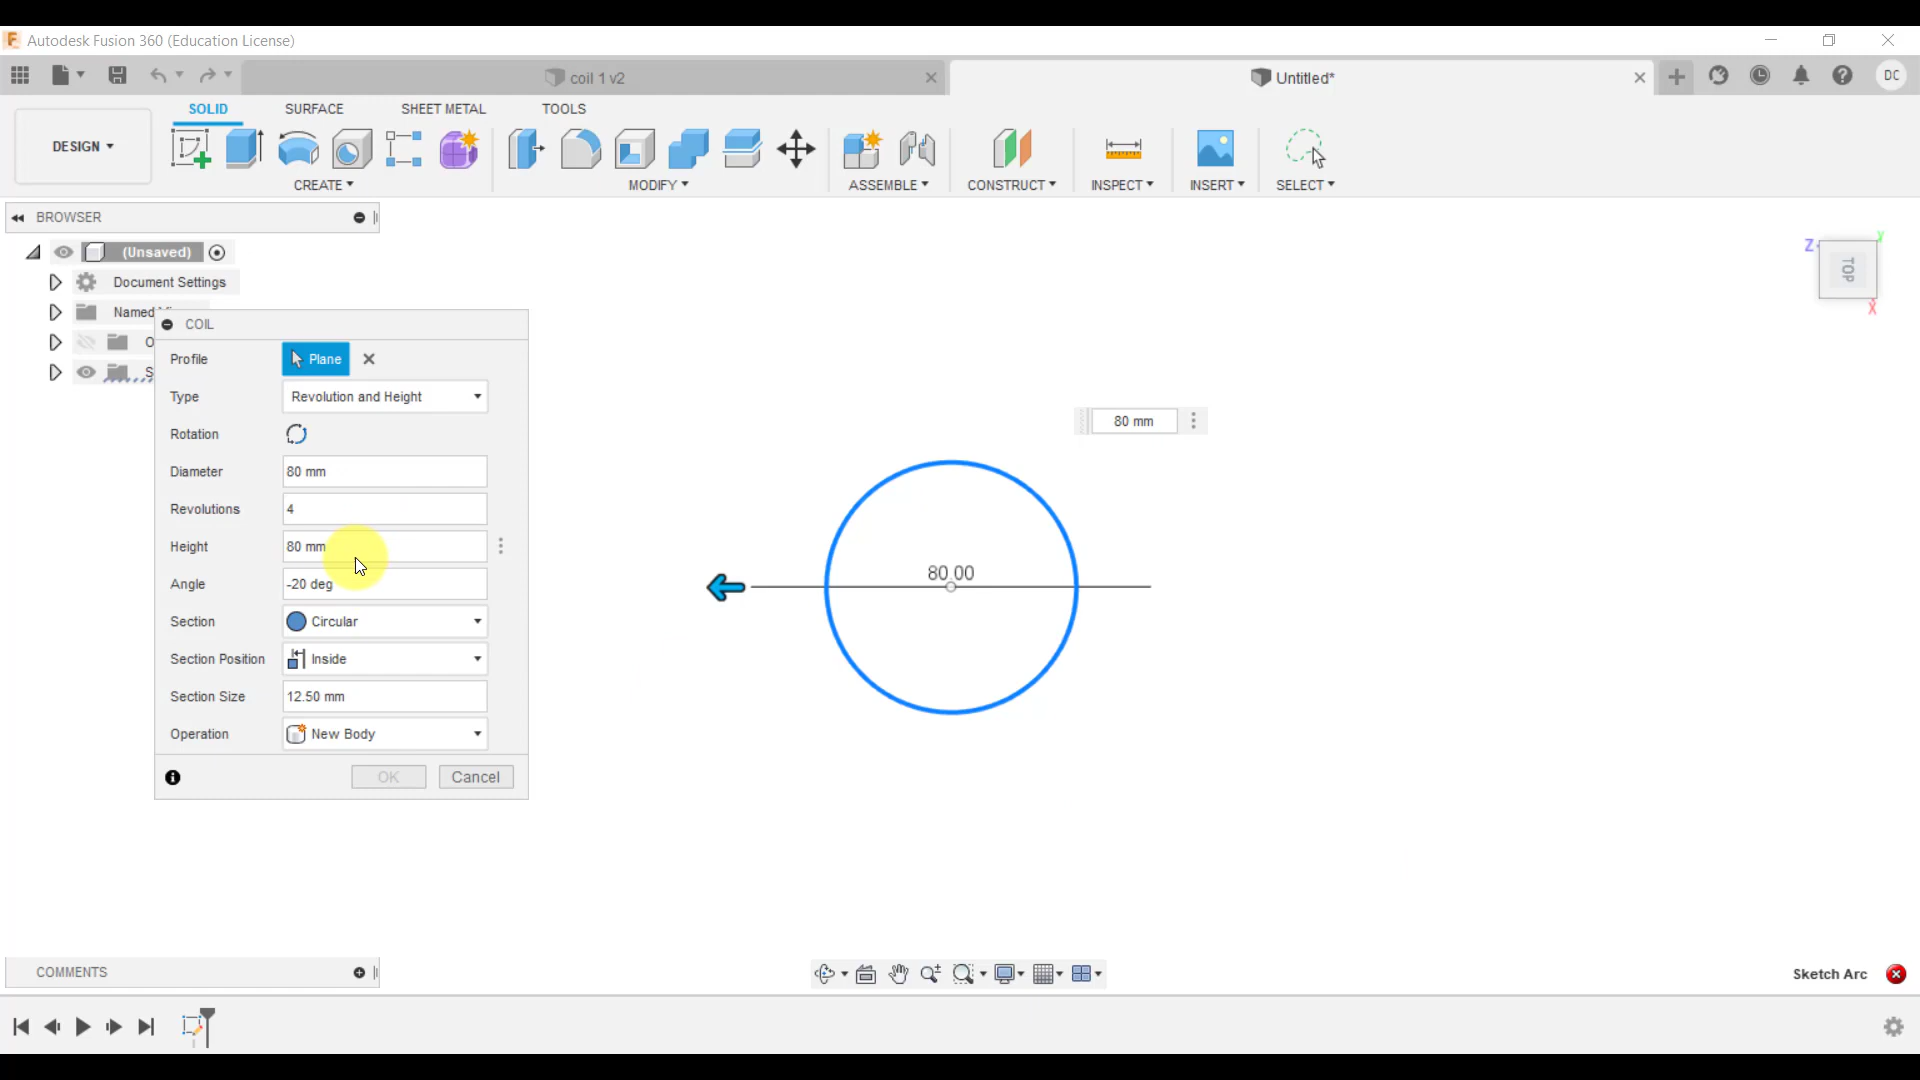 Autodesk Fusion 360 (Education License)
coil 1 v2
Untitled*
DC
DESIGN
SOLID SURFACE SHEET METAL TOOLS
CREATE MODIFY ASSEMBLE CONSTRUCT INSPECT INSERT SELECT
BROWSER
(Unsaved)
Document Settings
Named
O
S
COIL
Profile Plane
Type Revolution and Height
Rotation
Diameter 80 mm
Revolutions 4
Height 80 mm
Angle -20 deg
Section Circular
Section Position Inside
Section Size 12.50 mm
Operation New Body
OK Cancel
80 mm
80.00
Z
Y
TOP
X
COMMENTS
Sketch Arc